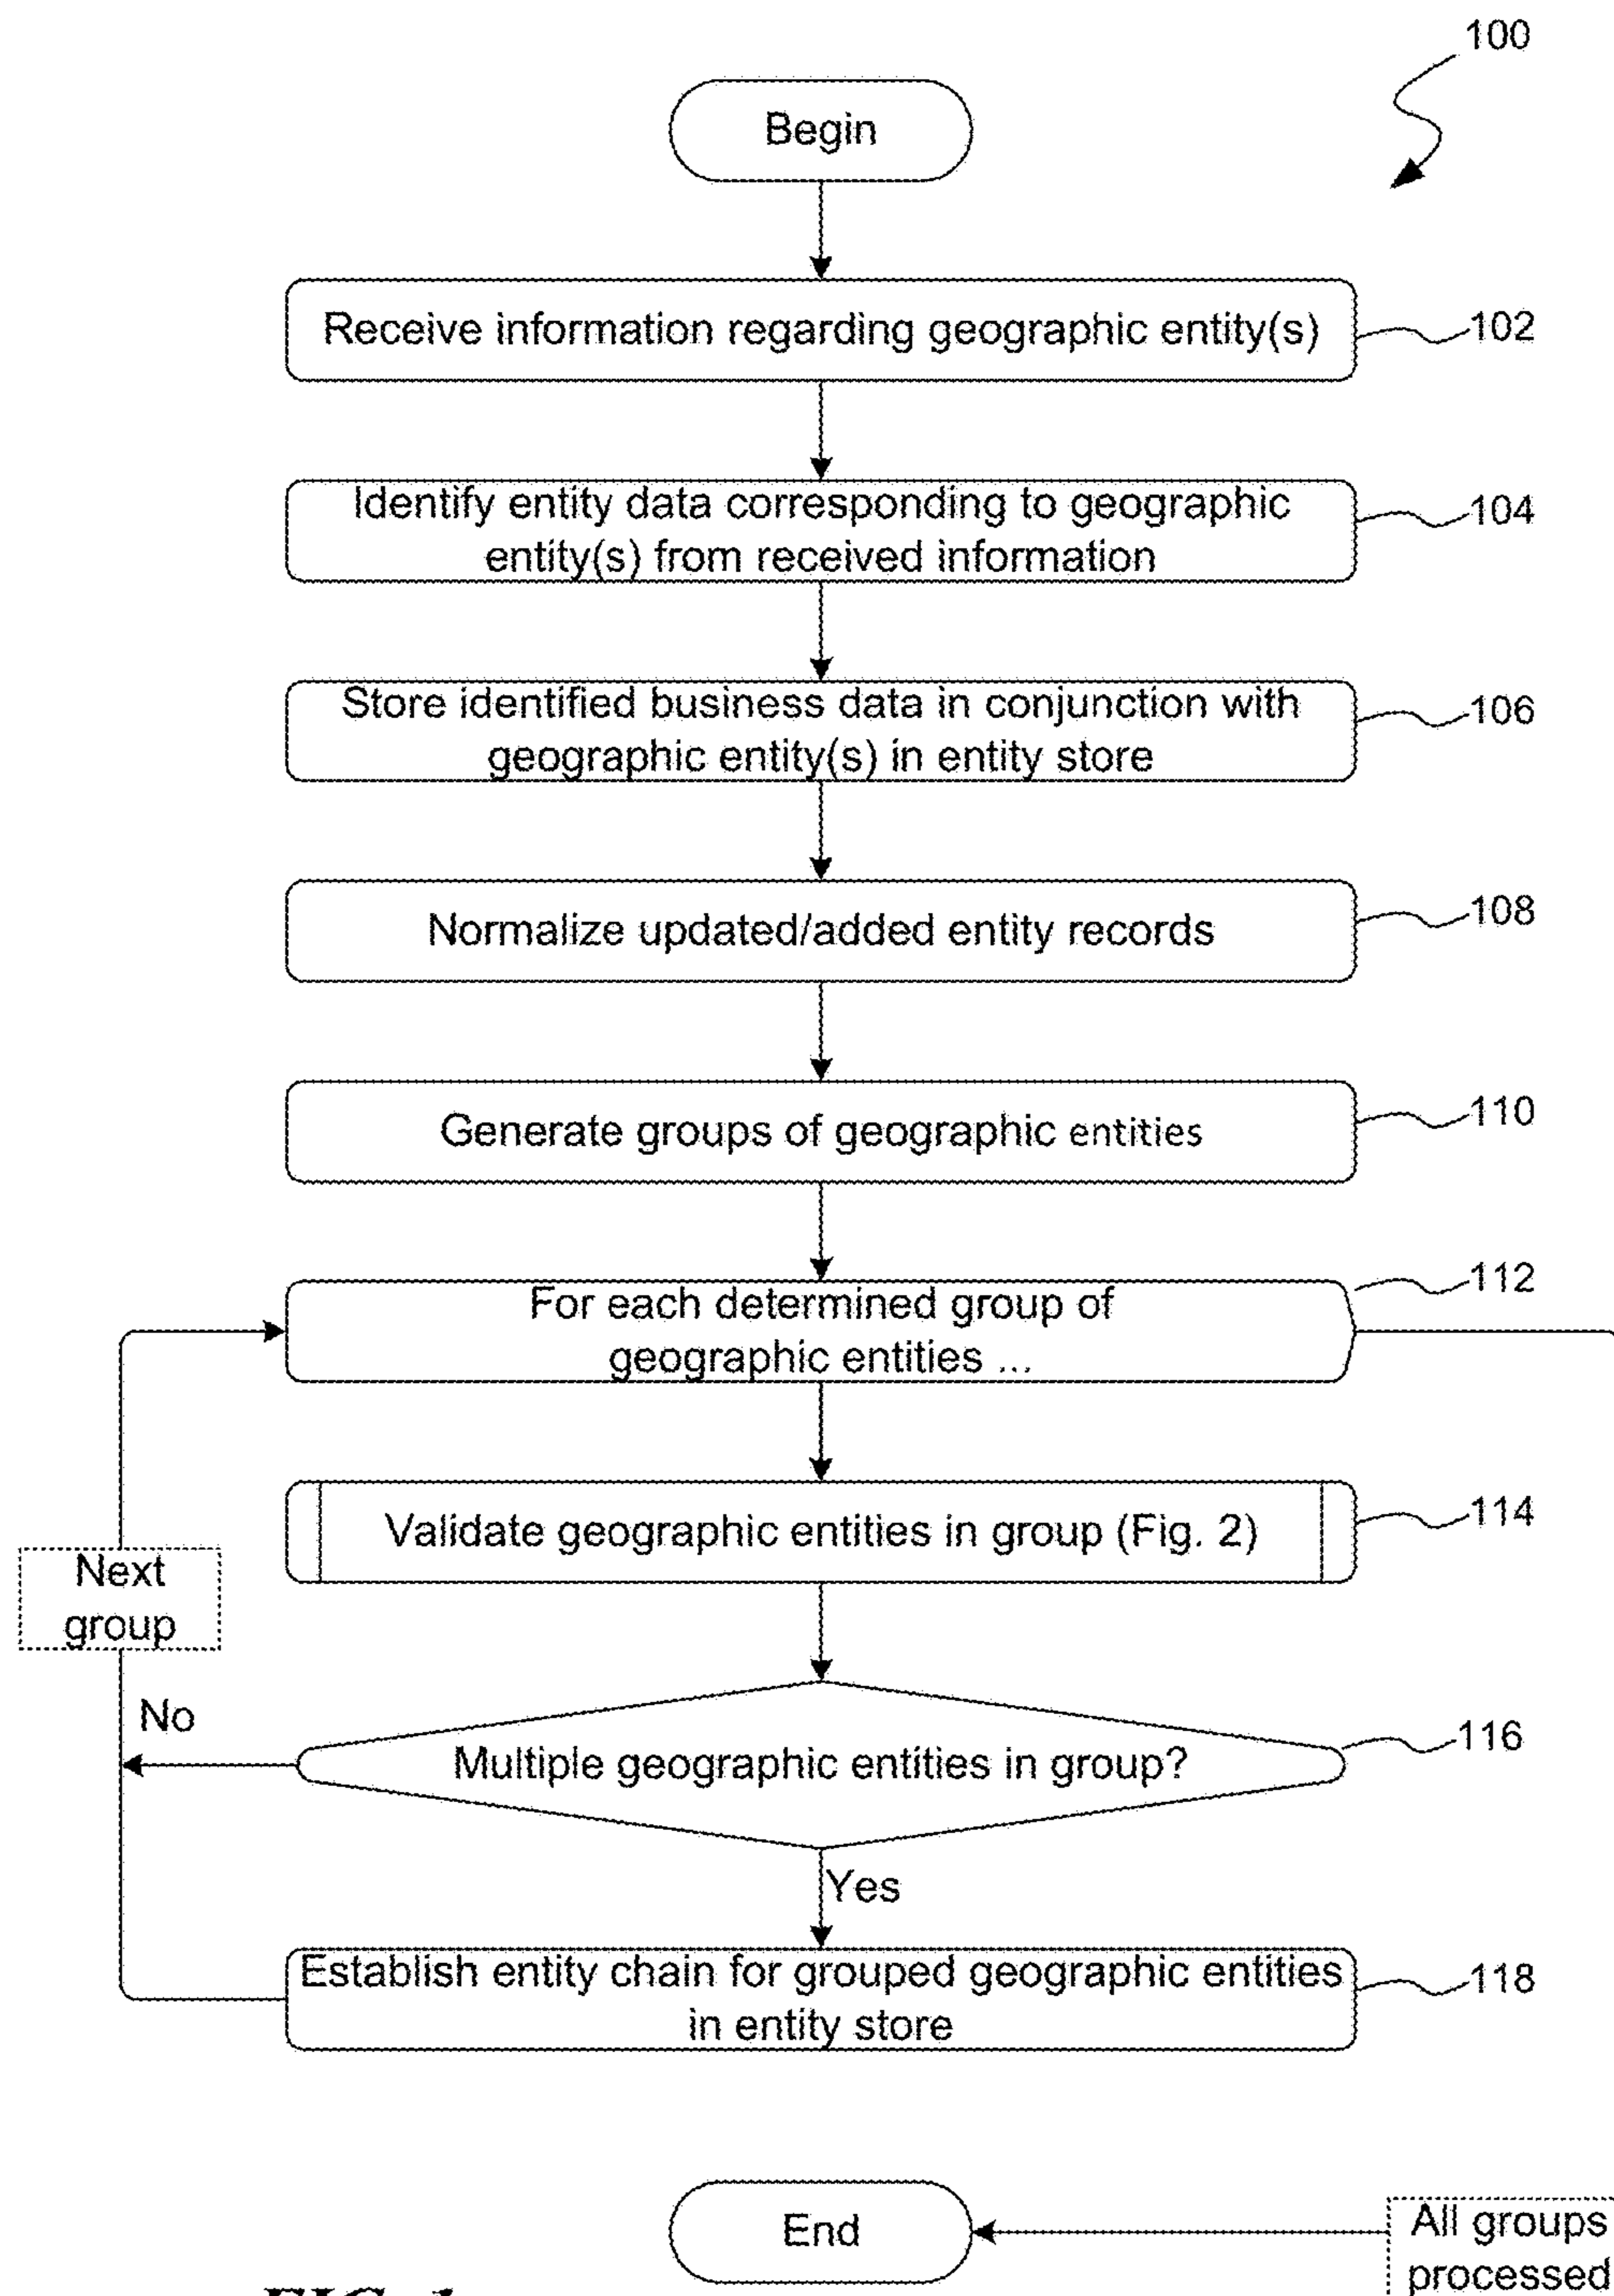 100
Begin
Receive information regarding geographic entity(s)
102
Identify entity data corresponding to geographic
entity(s) from received information
104
Store identified business data in conjunction with
geographic entity(s) in entity store
106
Normalize updated/added entity records
108
Generate groups of geographic entities
110
For each determined group of
geographic entities ...
112
Validate geographic entities in group (Fig. 2)
114
Next
group
No
Multiple geographic entities in group?
116
Yes
Establish entity chain for grouped geographic entities
in entity store
118
End
All groups
processed